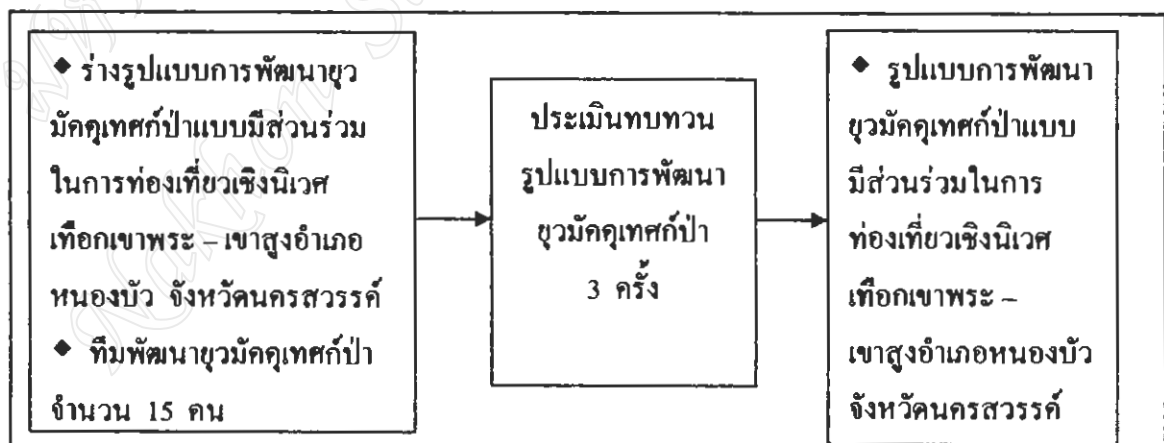 ◆ ร่างรูปแบบการพัฒนายุว
มัคคุเทศก์ป่าแบบมีส่วนร่วม
ในการท่องเที่ยวเชิงนิเวศ
เทือกเขาพระ – เขาสูงอำเภอ
หนองบัว จังหวัดนครสวรรค์
◆ ทีมพัฒนายุวมัคคุเทศก์ป่า
จำนวน 15 คน
ประเมินทบทวน
รูปแบบการพัฒนา
ยุวมัคคุเทศก์ป่า
3 ครั้ง
◆ รูปแบบการพัฒนา
ยุวมัคคุเทศก์ป่าแบบ
มีส่วนร่วมในการ
ท่องเที่ยวเชิงนิเวศ
เทือกเขาพระ –
เขาสูงอำเภอหนองบัว
จังหวัดนครสวรรค์
Nakhon